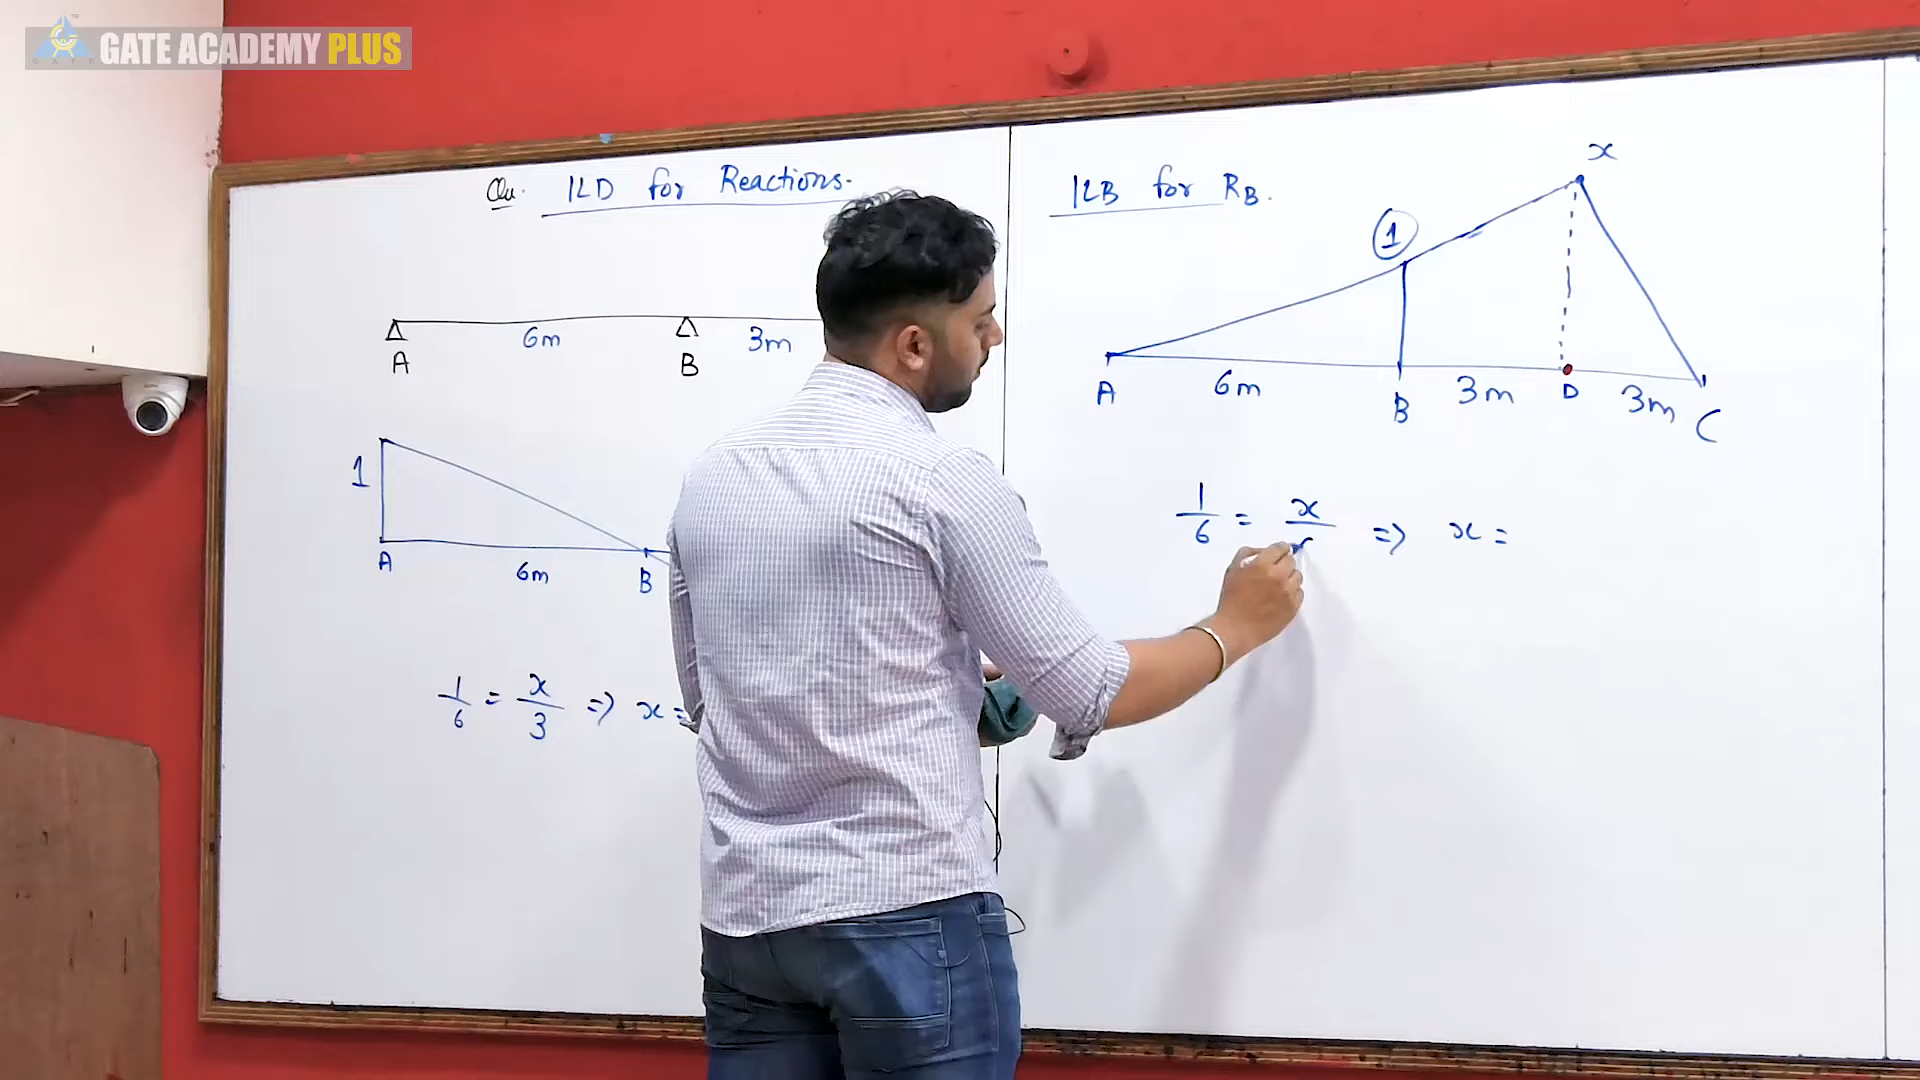 GATE ACADEMY PLUS
Qu. ILD for Reactions.
6m 3m
A B
1
A 6m B
1/6 = x/3 => x =
ILB for RB.
x
1
A 6m B 3m D 3m C
1/6 = x/ => x =